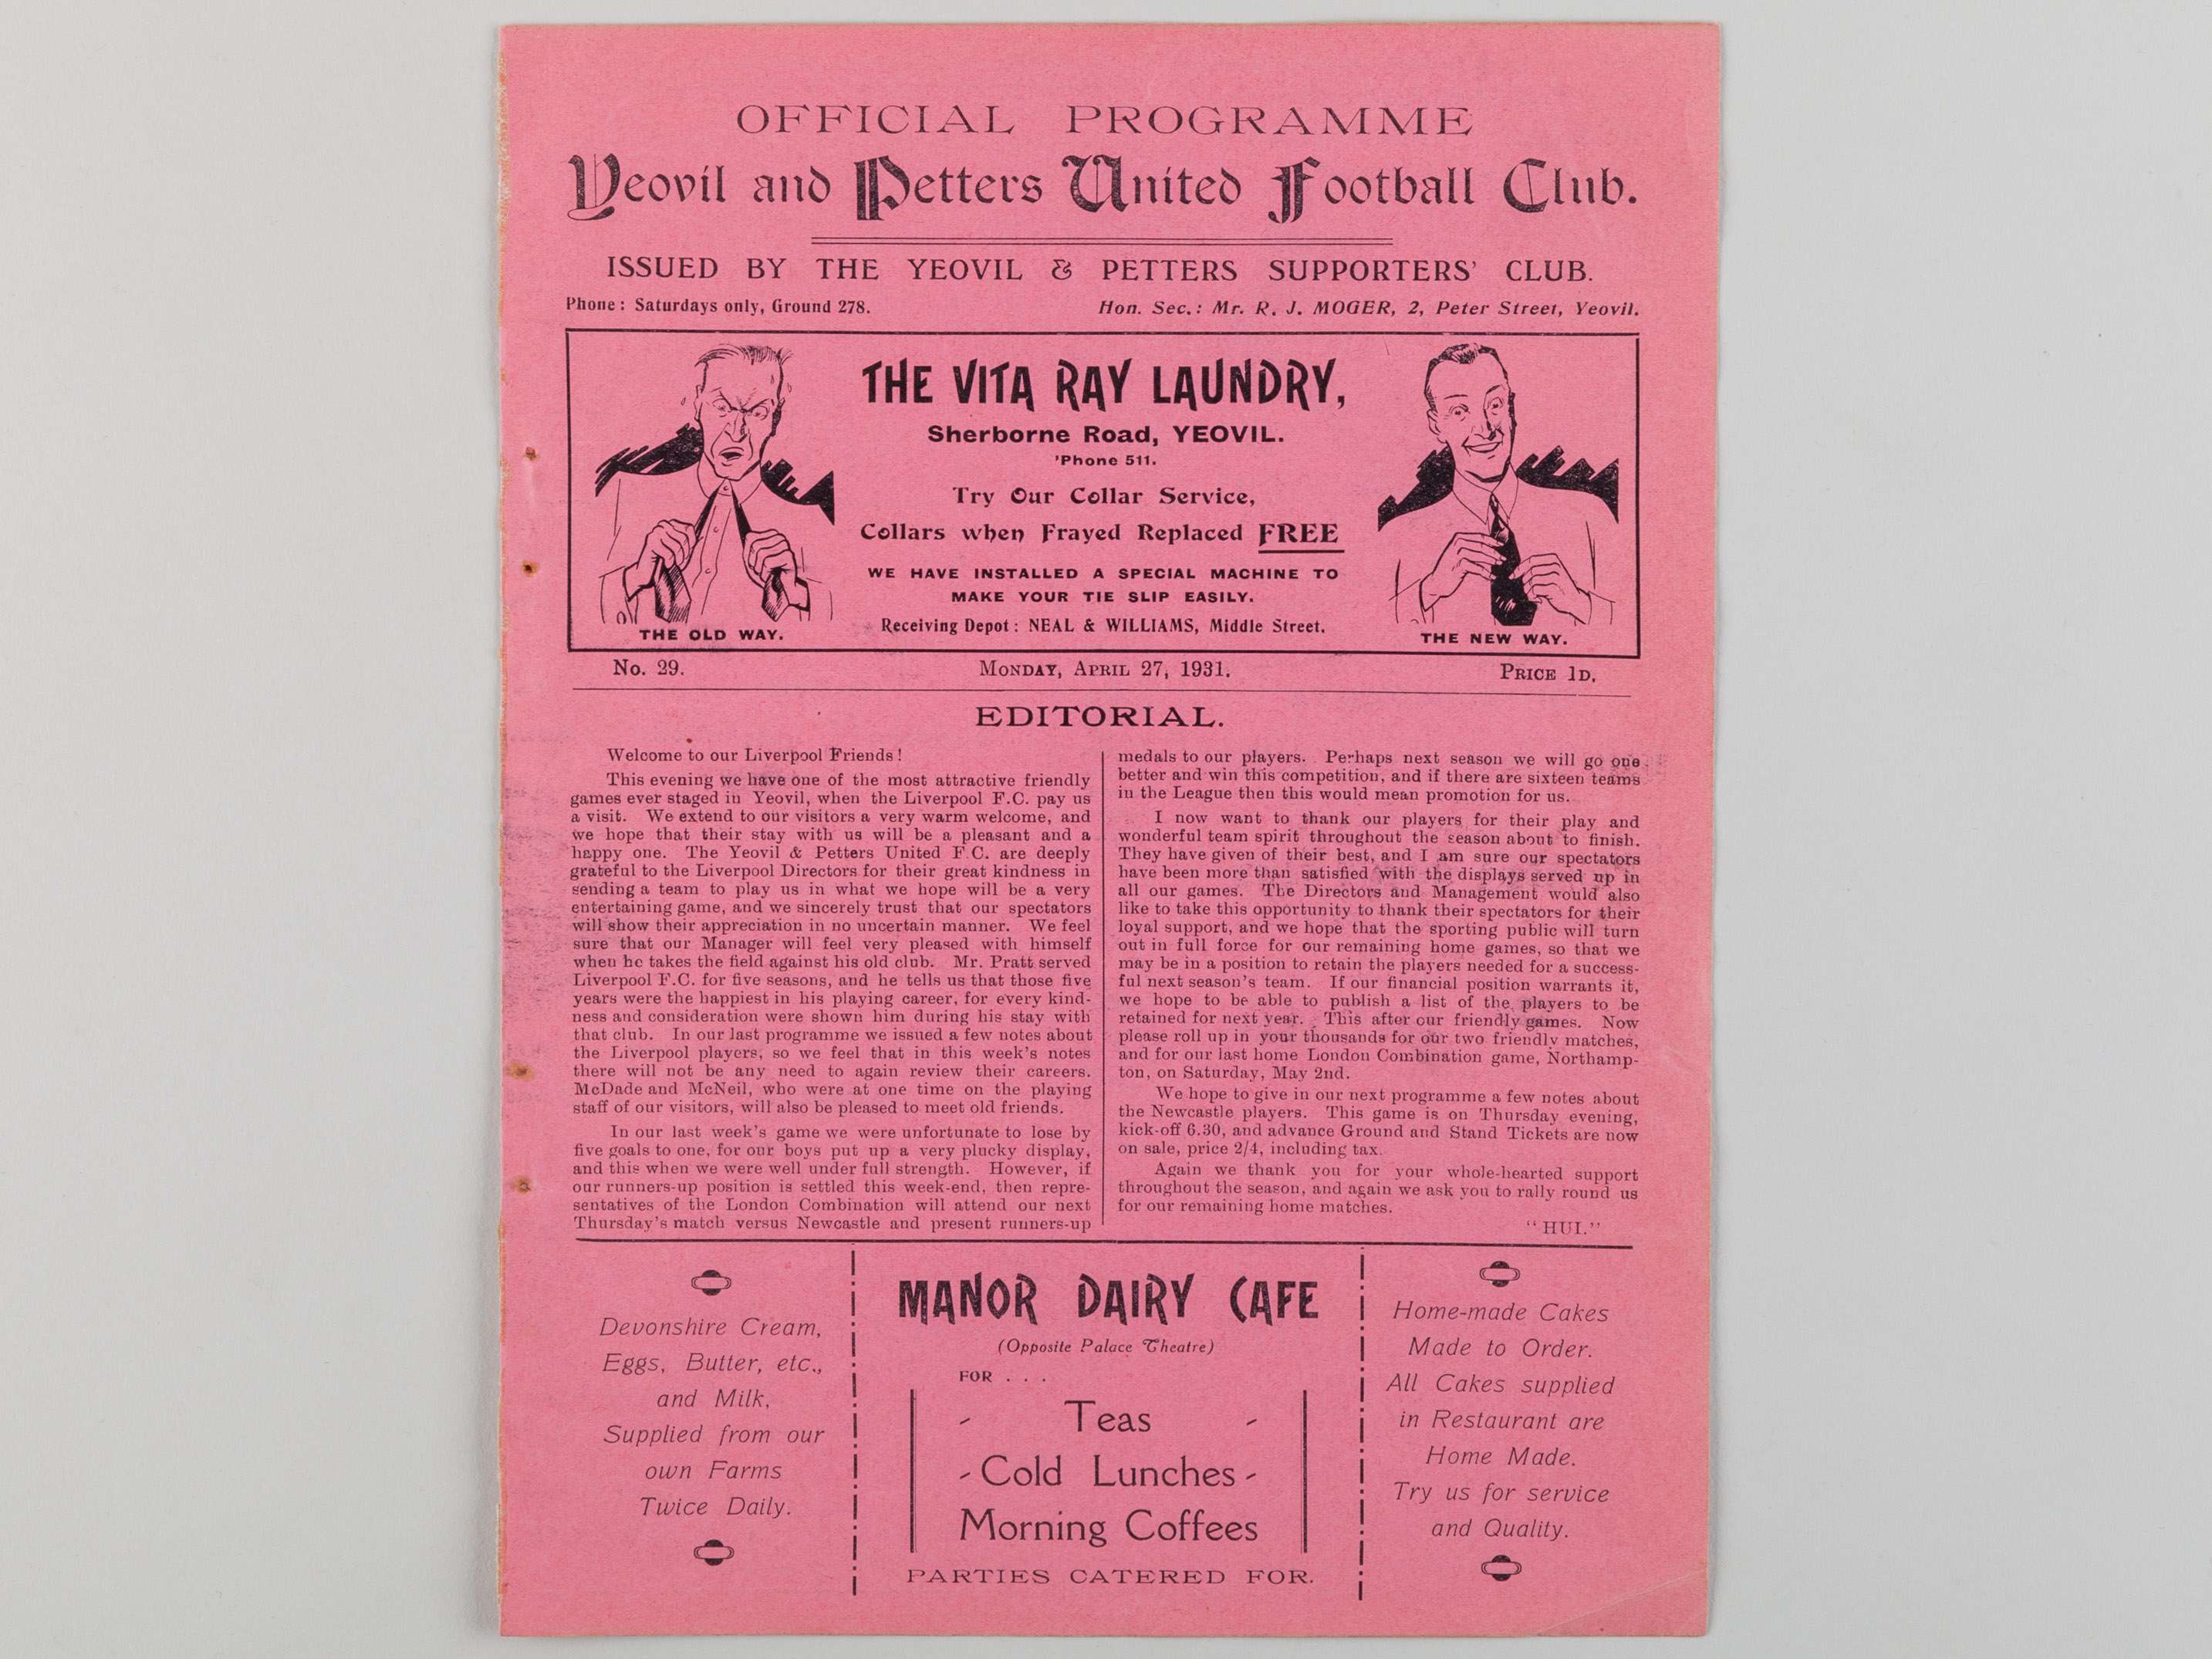 OFFICIAL PROGRAMME
Yeovil and Petters United Football Club.
ISSUED BY THE YEOVIL & PETTERS SUPPORTERS' CLUB.
Phone: Saturdays only, Ground 278.
Hon. Sec.: Mr. R. J. MOGER, 2, Peter Street, Yeovil.
THE VITA RAY LAUNDRY,
Sherborne Road, YEOVIL.
'Phone 511.
Try Our Collar Service,
Collars when Frayed Replaced FREE
WE HAVE INSTALLED A SPECIAL MACHINE TO
MAKE YOUR TIE SLIP EASILY.
Receiving Depot: NEAL & WILLIAMS, Middle Street.
THE OLD WAY.
THE NEW WAY.
No. 29.
MONDAY, APRIL 27, 1931.
PRICE 1D.
EDITORIAL.
Welcome to our Liverpool Friends!
This evening we have one of the most attractive friendly
games ever staged in Yeovil, when the Liverpool F.C. pay us
a visit. We extend to our visitors a very warm welcome, and
we hope that their stay with us will be a pleasant and a
happy one. The Yeovil & Petters United F.C. are deeply
grateful to the Liverpool Directors for their great kindness in
sending a team to play us in what we hope will be a very
entertaining game, and we sincerely trust that our spectators
will show their appreciation in no uncertain manner. We feel
sure that our Manager will feel very pleased with himself
when he takes the field against his old club. Mr. Pratt served
Liverpool F.C. for five seasons, and he tells us that those five
years were the happiest in his playing career, for every kind-
ness and consideration were shown him during his stay with
that club. In our last programme we issued a few notes about
the Liverpool players, so we feel that in this week's notes
there will not be any need to again review their careers.
McDade and McNeil, who were at one time on the playing
staff of our visitors, will also be pleased to meet old friends.
In our last week's game we were unfortunate to lose by
five goals to one, for our boys put up a very plucky display,
and this when we were well under full strength. However, if
our runners-up position is settled this week-end, then repre-
sentatives of the London Combination will attend our next
Thursday's match versus Newcastle and present runners-up
medals to our players. Perhaps next season we will go one
better and win this competition, and if there are sixteen teams
in the League then this would mean promotion for us.
I now want to thank our players for their play and
wonderful team spirit throughout the season about to finish.
They have given of their best, and I am sure our spectators
have been more than satisfied with the displays served up in
all our games. The Directors and Management would also
like to take this opportunity to thank their spectators for their
loyal support, and we hope that the sporting public will turn
out in full force for our remaining home games, so that we
may be in a position to retain the players needed for a success-
ful next season's team. If our financial position warrants it,
we hope to be able to publish a list of the players to be
retained for next year. This after our friendly games. Now
please roll up in your thousands for our two friendly matches,
and for our last home London Combination game, Northamp-
ton, on Saturday, May 2nd.
We hope to give in our next programme a few notes about
the Newcastle players. This game is on Thursday evening,
kick-off 6.30, and advance Ground and Stand Tickets are now
on sale, price 2/4, including tax.
Again we thank you for your whole-hearted support
throughout the season, and again we ask you to rally round us
for our remaining home matches.
"HUI."
Devonshire Cream,
Eggs, Butter, etc.,
and Milk,
Supplied from our
own Farms
Twice Daily.
MANOR DAIRY CAFE
(Opposite Palace Theatre)
FOR . . .
- Teas -
- Cold Lunches -
Morning Coffees
PARTIES CATERED FOR.
Home-made Cakes
Made to Order.
All Cakes supplied
in Restaurant are
Home Made.
Try us for service
and Quality.